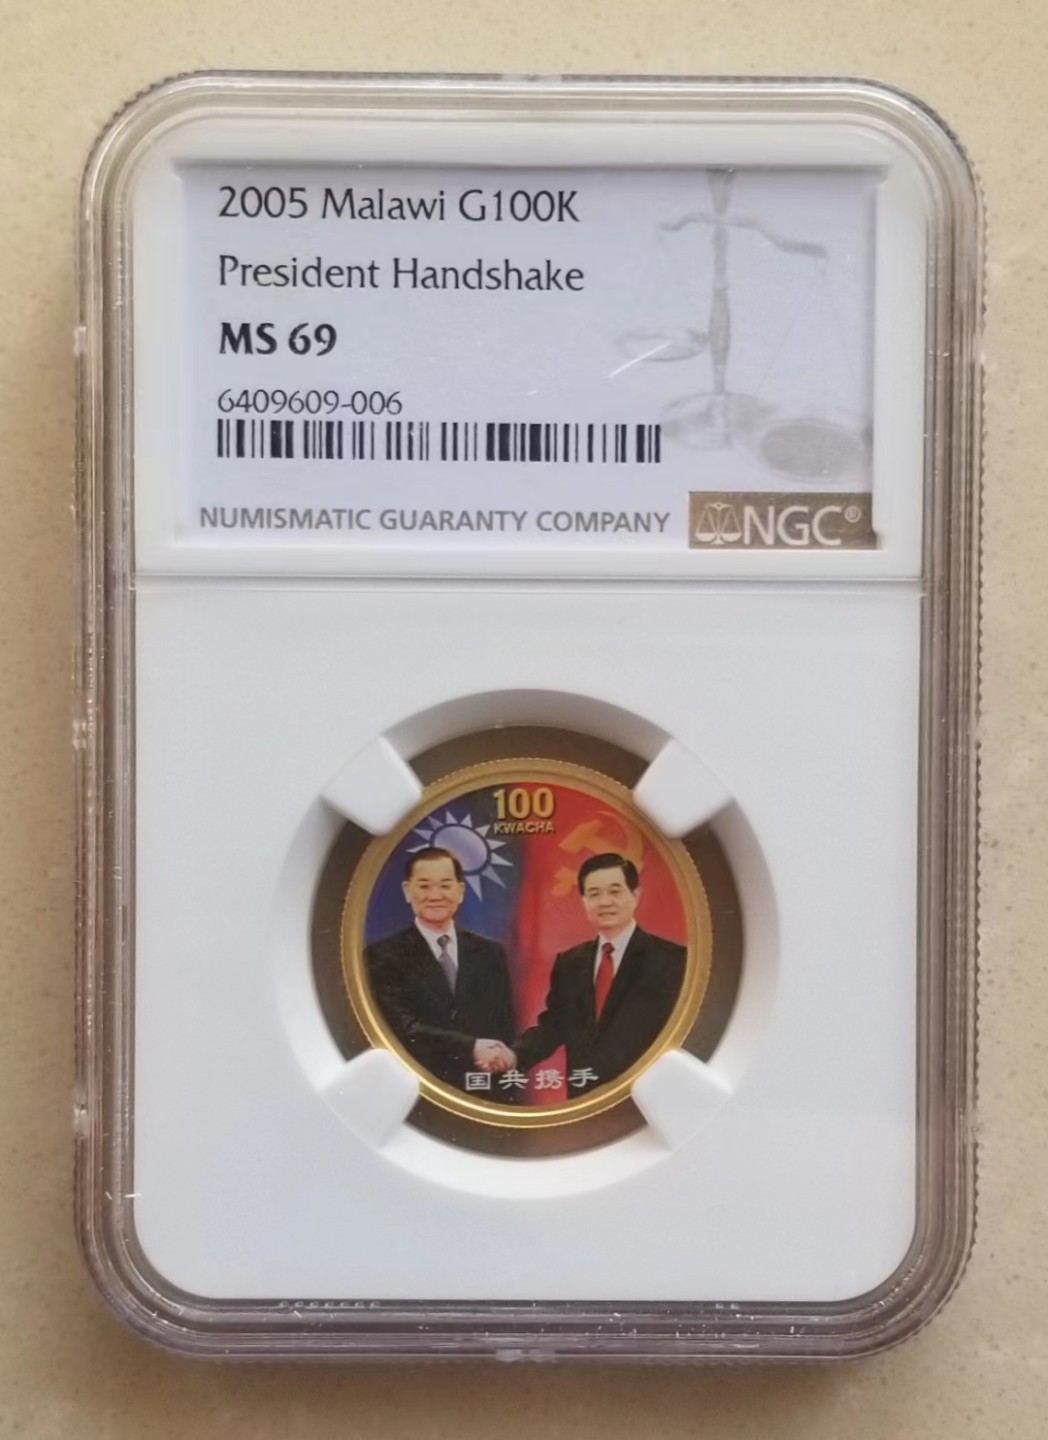 2005 Malawi G100K
President Handshake
MS 69
6409609-006
NUMISMATIC GUARANTY COMPANY
NGC®
100
KWACHA
国共携手